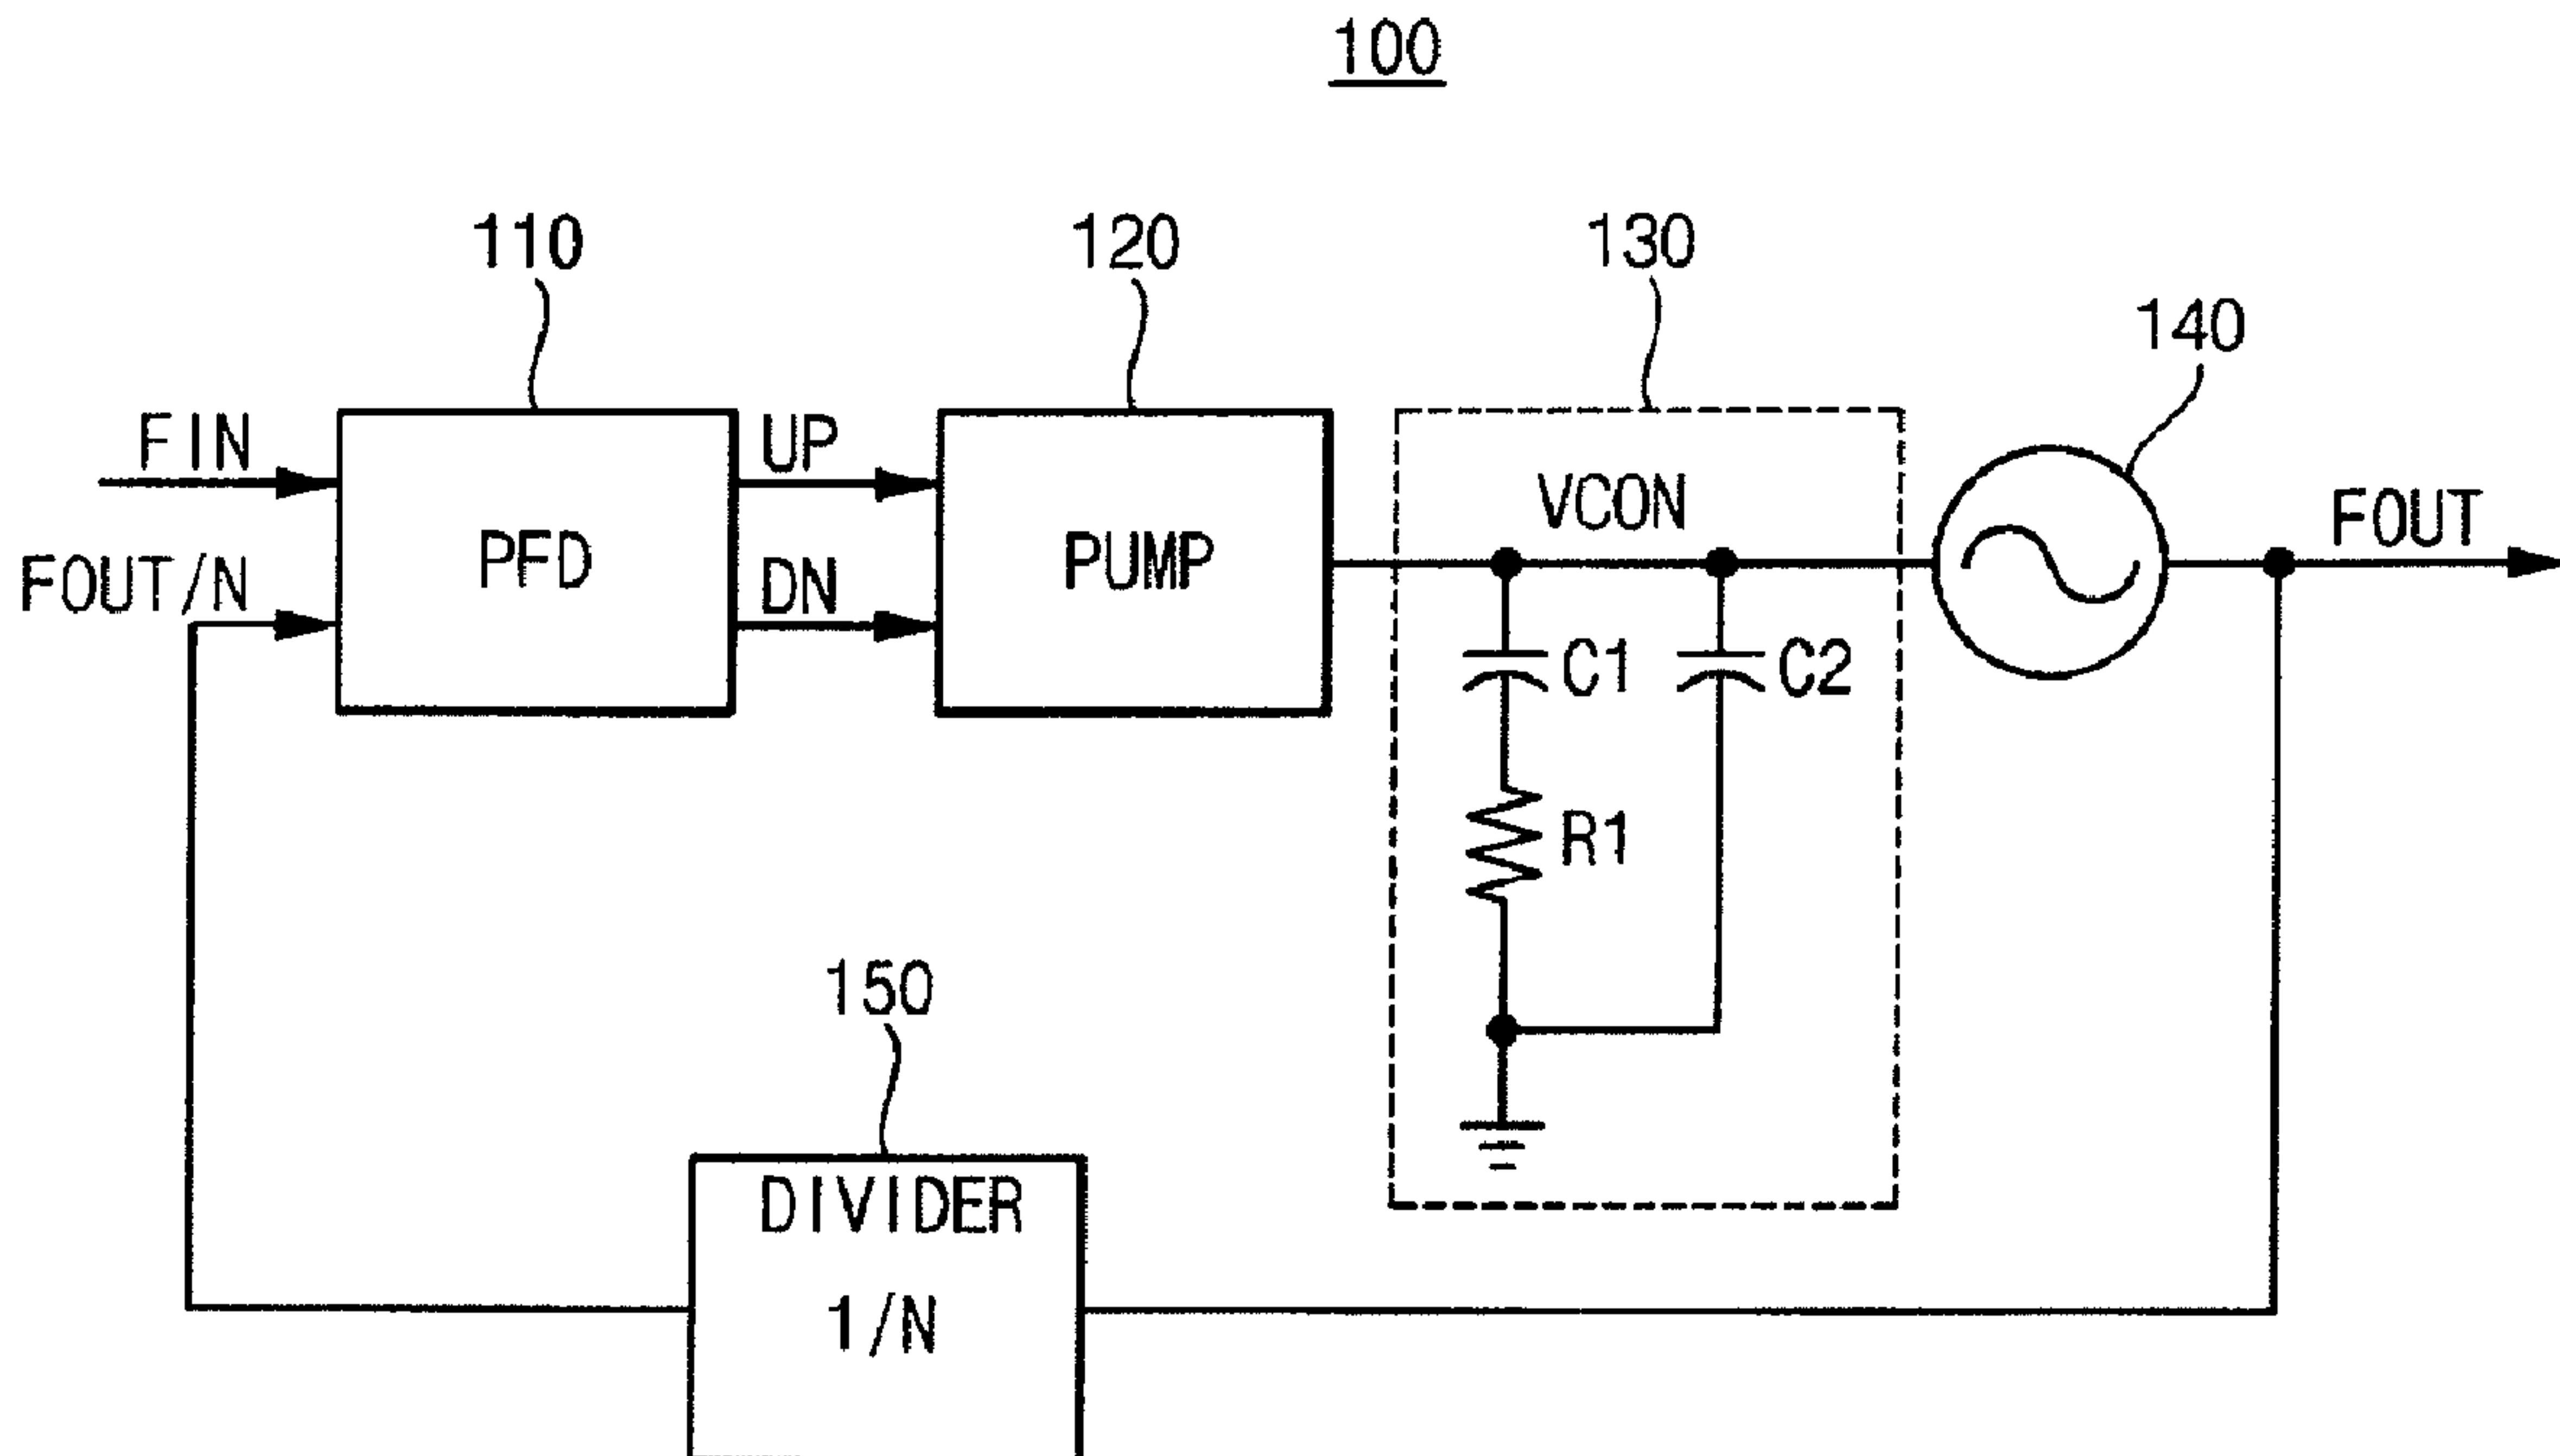 100
110
120
130
140
FIN
UP
VCON
FOUT
PFD
PUMP
FOUT/N
DN
C1
C2
R1
150
DIVIDER
1/N